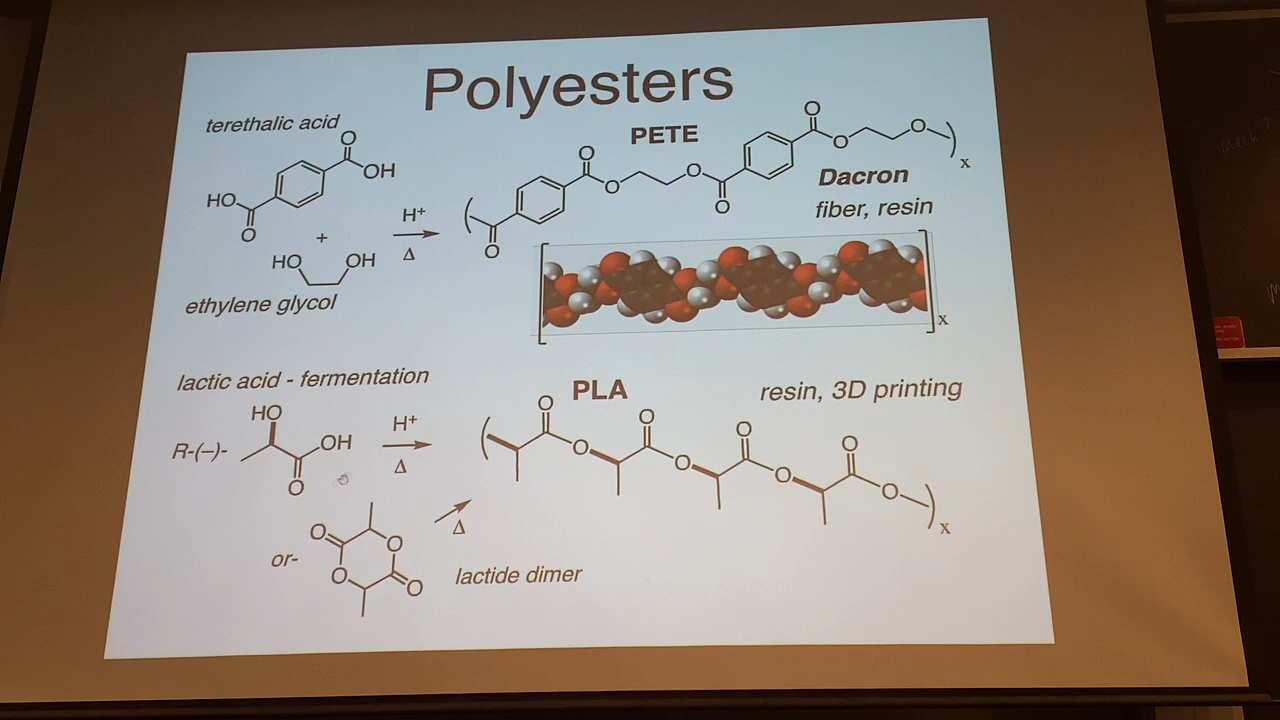 Polyesters
terethalic acid
PETE
O
OH
HO
O
+
HO OH
ethylene glycol
H⁺
Δ
O
O
O
O
O
O
O
O
x
Dacron
fiber, resin
x
lactic acid - fermentation
PLA
resin, 3D printing
HO
R-(–)-
OH
O
H⁺
Δ
O
O
O
O
O
O
O
O
x
or-
O
O
O
O
Δ
lactide dimer